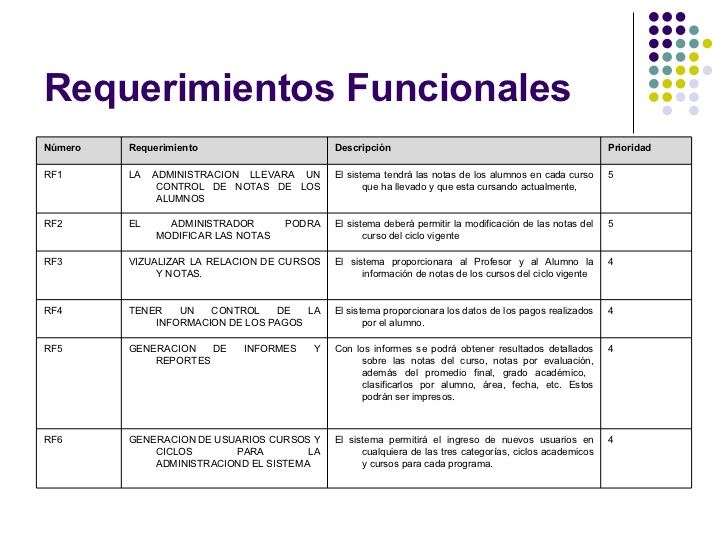 Requerimientos Funcionales
Número Requerimiento Descripción Prioridad
RF1 LA ADMINISTRACION LLEVARA UN El sistema tendrá las notas de los alumnos en cada curso 5
CONTROL DE NOTAS DE LOS que ha llevado y que esta cursando actualmente,
ALUMNOS
RF2 EL ADMINISTRADOR PODRA El sistema deberá permitir la modificación de las notas del 5
MODIFICAR LAS NOTAS curso del ciclo vigente
RF3 VIZUALIZAR LA RELACION DE CURSOS El sistema proporcionara al Profesor y al Alumno la 4
Y NOTAS. información de notas de los cursos del ciclo vigente
RF4 TENER UN CONTROL DE LA El sistema proporcionara los datos de los pagos realizados 4
INFORMACION DE LOS PAGOS por el alumno.
RF5 GENERACION DE INFORMES Y Con los informes se podrá obtener resultados detallados 4
REPORTES sobre las notas del curso, notas por evaluación,
además del promedio final, grado académico,
clasificarlos por alumno, área, fecha, etc. Estos
podrán ser impresos.
RF6 GENERACION DE USUARIOS CURSOS Y El sistema permitirá el ingreso de nuevos usuarios en 4
CICLOS PARA LA cualquiera de las tres categorías, ciclos academicos
ADMINISTRACIOND EL SISTEMA y cursos para cada programa.